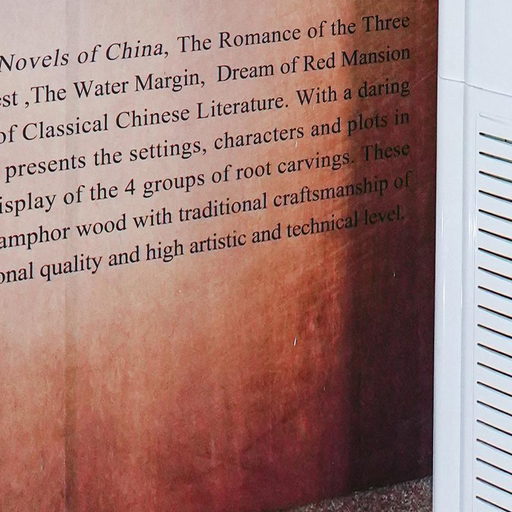 Novels of China, The Romance of the Three
est ,The Water Margin, Dream of Red Mansion
of Classical Chinese Literature. With a daring
presents the settings, characters and plots in
isplay of the 4 groups of root carvings. These
amphor wood with traditional craftsmanship of
onal quality and high artistic and technical level.